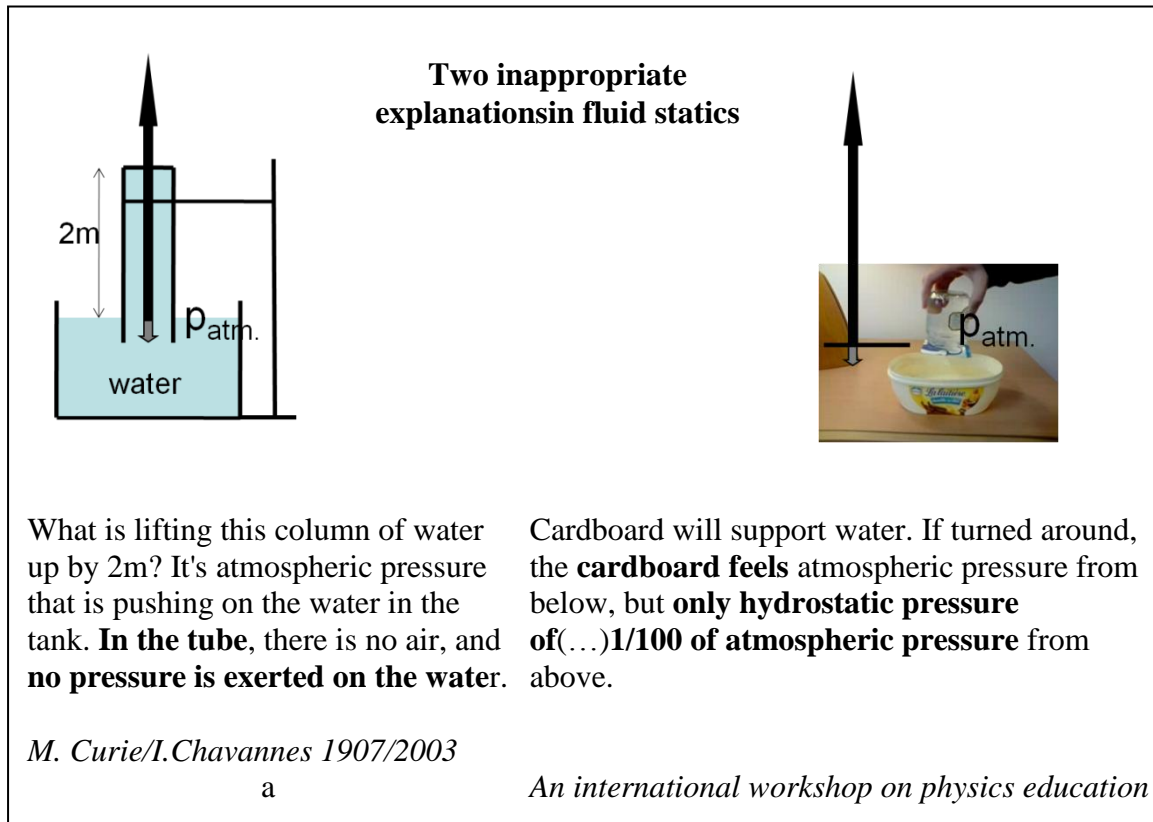 Two inappropriate
explanationsin fluid statics
2m
p atm.
water
p atm.
What is lifting this column of water
up by 2m? It's atmospheric pressure
that is pushing on the water in the
tank. In the tube, there is no air, and
no pressure is exerted on the water.
M. Curie/I.Chavannes 1907/2003
a
Cardboard will support water. If turned around,
the cardboard feels atmospheric pressure from
below, but only hydrostatic pressure
of(…)1/100 of atmospheric pressure from
above.
An international workshop on physics education